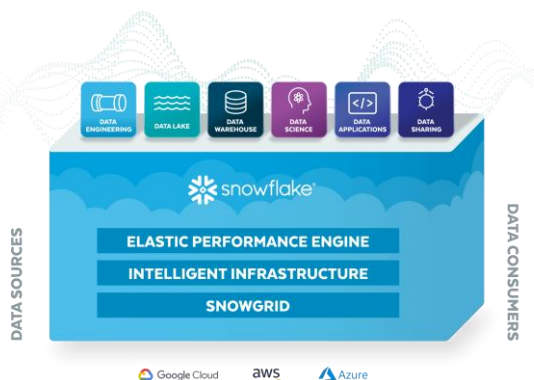 DATA
ENGINEERING
DATA LAKE
DATA
WAREHOUSE
DATA
SCIENCE
DATA
APPLICATIONS
DATA
SHARING
snowflake®
ELASTIC PERFORMANCE ENGINE
INTELLIGENT INFRASTRUCTURE
SNOWGRID
DATA SOURCES
DATA CONSUMERS
Google Cloud
aws
Azure